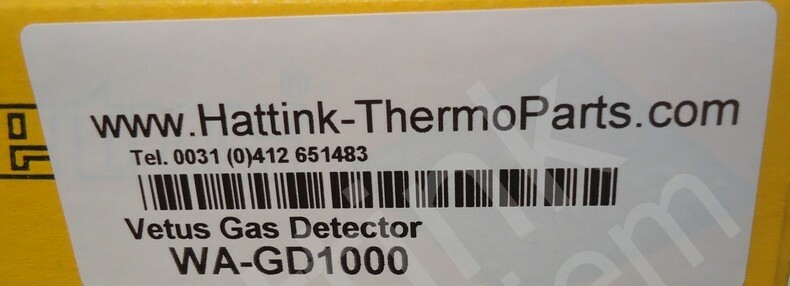 www.Hattink-ThermoParts.com
Tel. 0031 (0)412 651483
Vetus Gas Detector
WA-GD1000